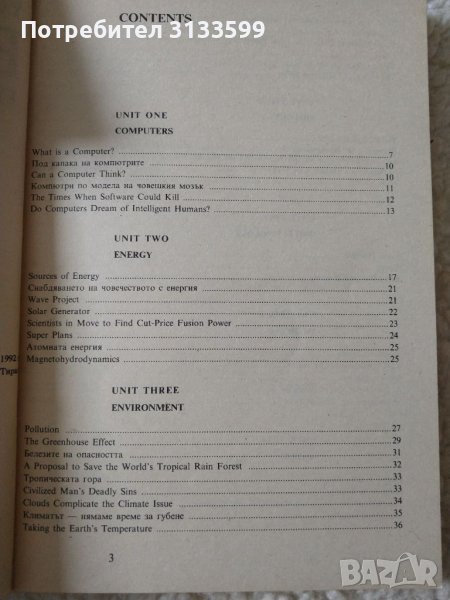 Потребител 3133599
CONTENTS
UNIT ONE
COMPUTERS
What is a Computer? 7
Под капака на компютрите 10
Can a Computer Think? 10
Компютри по модела на човешкия мозък 11
The Times When Software Could Kill 12
Do Computers Dream of Intelligent Humans? 13
UNIT TWO
ENERGY
Sources of Energy 17
Снабдяването на човечеството с енергия 21
Wave Project 21
Solar Generator 22
Scientists in Move to Find Cut-Price Fusion Power 23
Super Plans 24
Атомната енергия 25
Magnetohydrodynamics 25
1992
Тира
UNIT THREE
ENVIRONMENT
Pollution 27
The Greenhouse Effect 29
Белезите на опасността 31
A Proposal to Save the World's Tropical Rain Forest 32
Тропическата гора 33
Civilized Man's Deadly Sins 33
Clouds Complicate the Climate Issue 34
Климатът — нямаме време за губене 35
Taking the Earth's Temperature 36
3
BAZAR